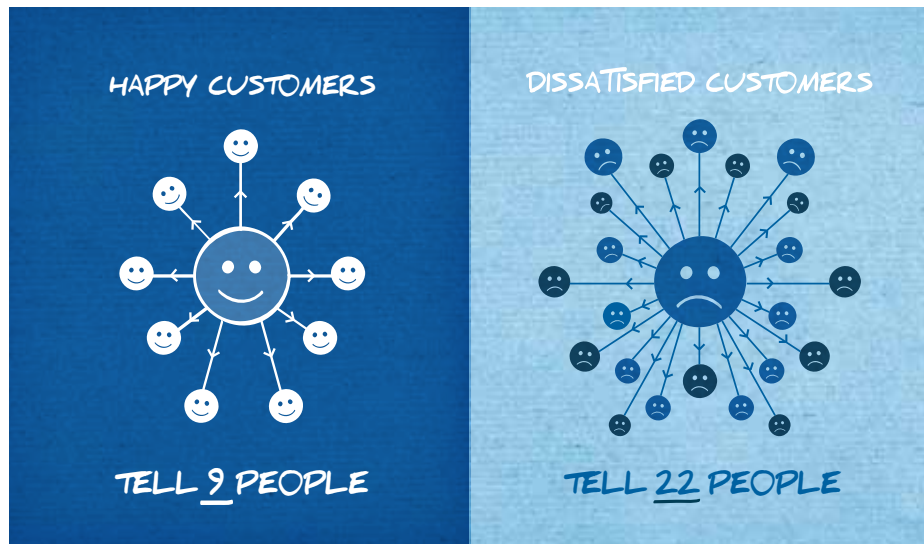 HAPPY CUSTOMERS
TELL 9 PEOPLE
DISSATISFIED CUSTOMERS
TELL 22 PEOPLE